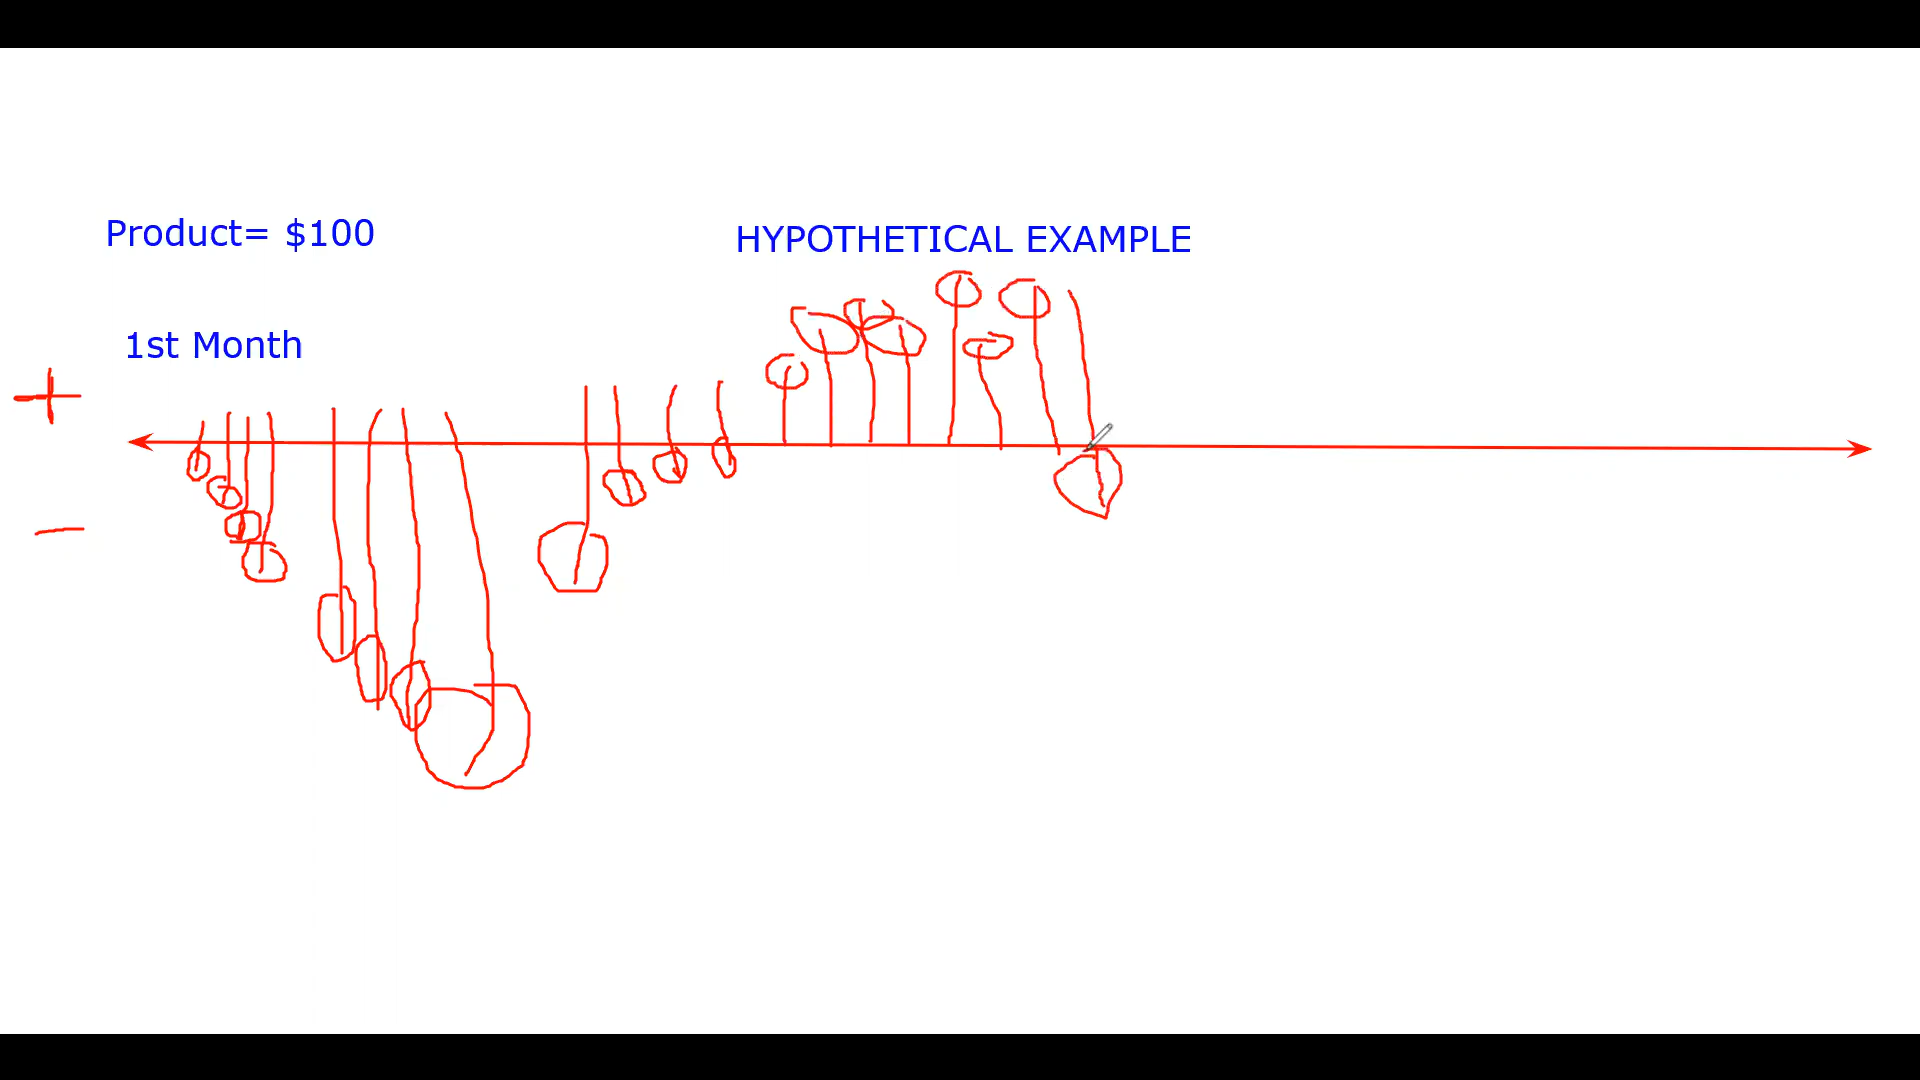 Product= $100
HYPOTHETICAL EXAMPLE
1st Month
+
-